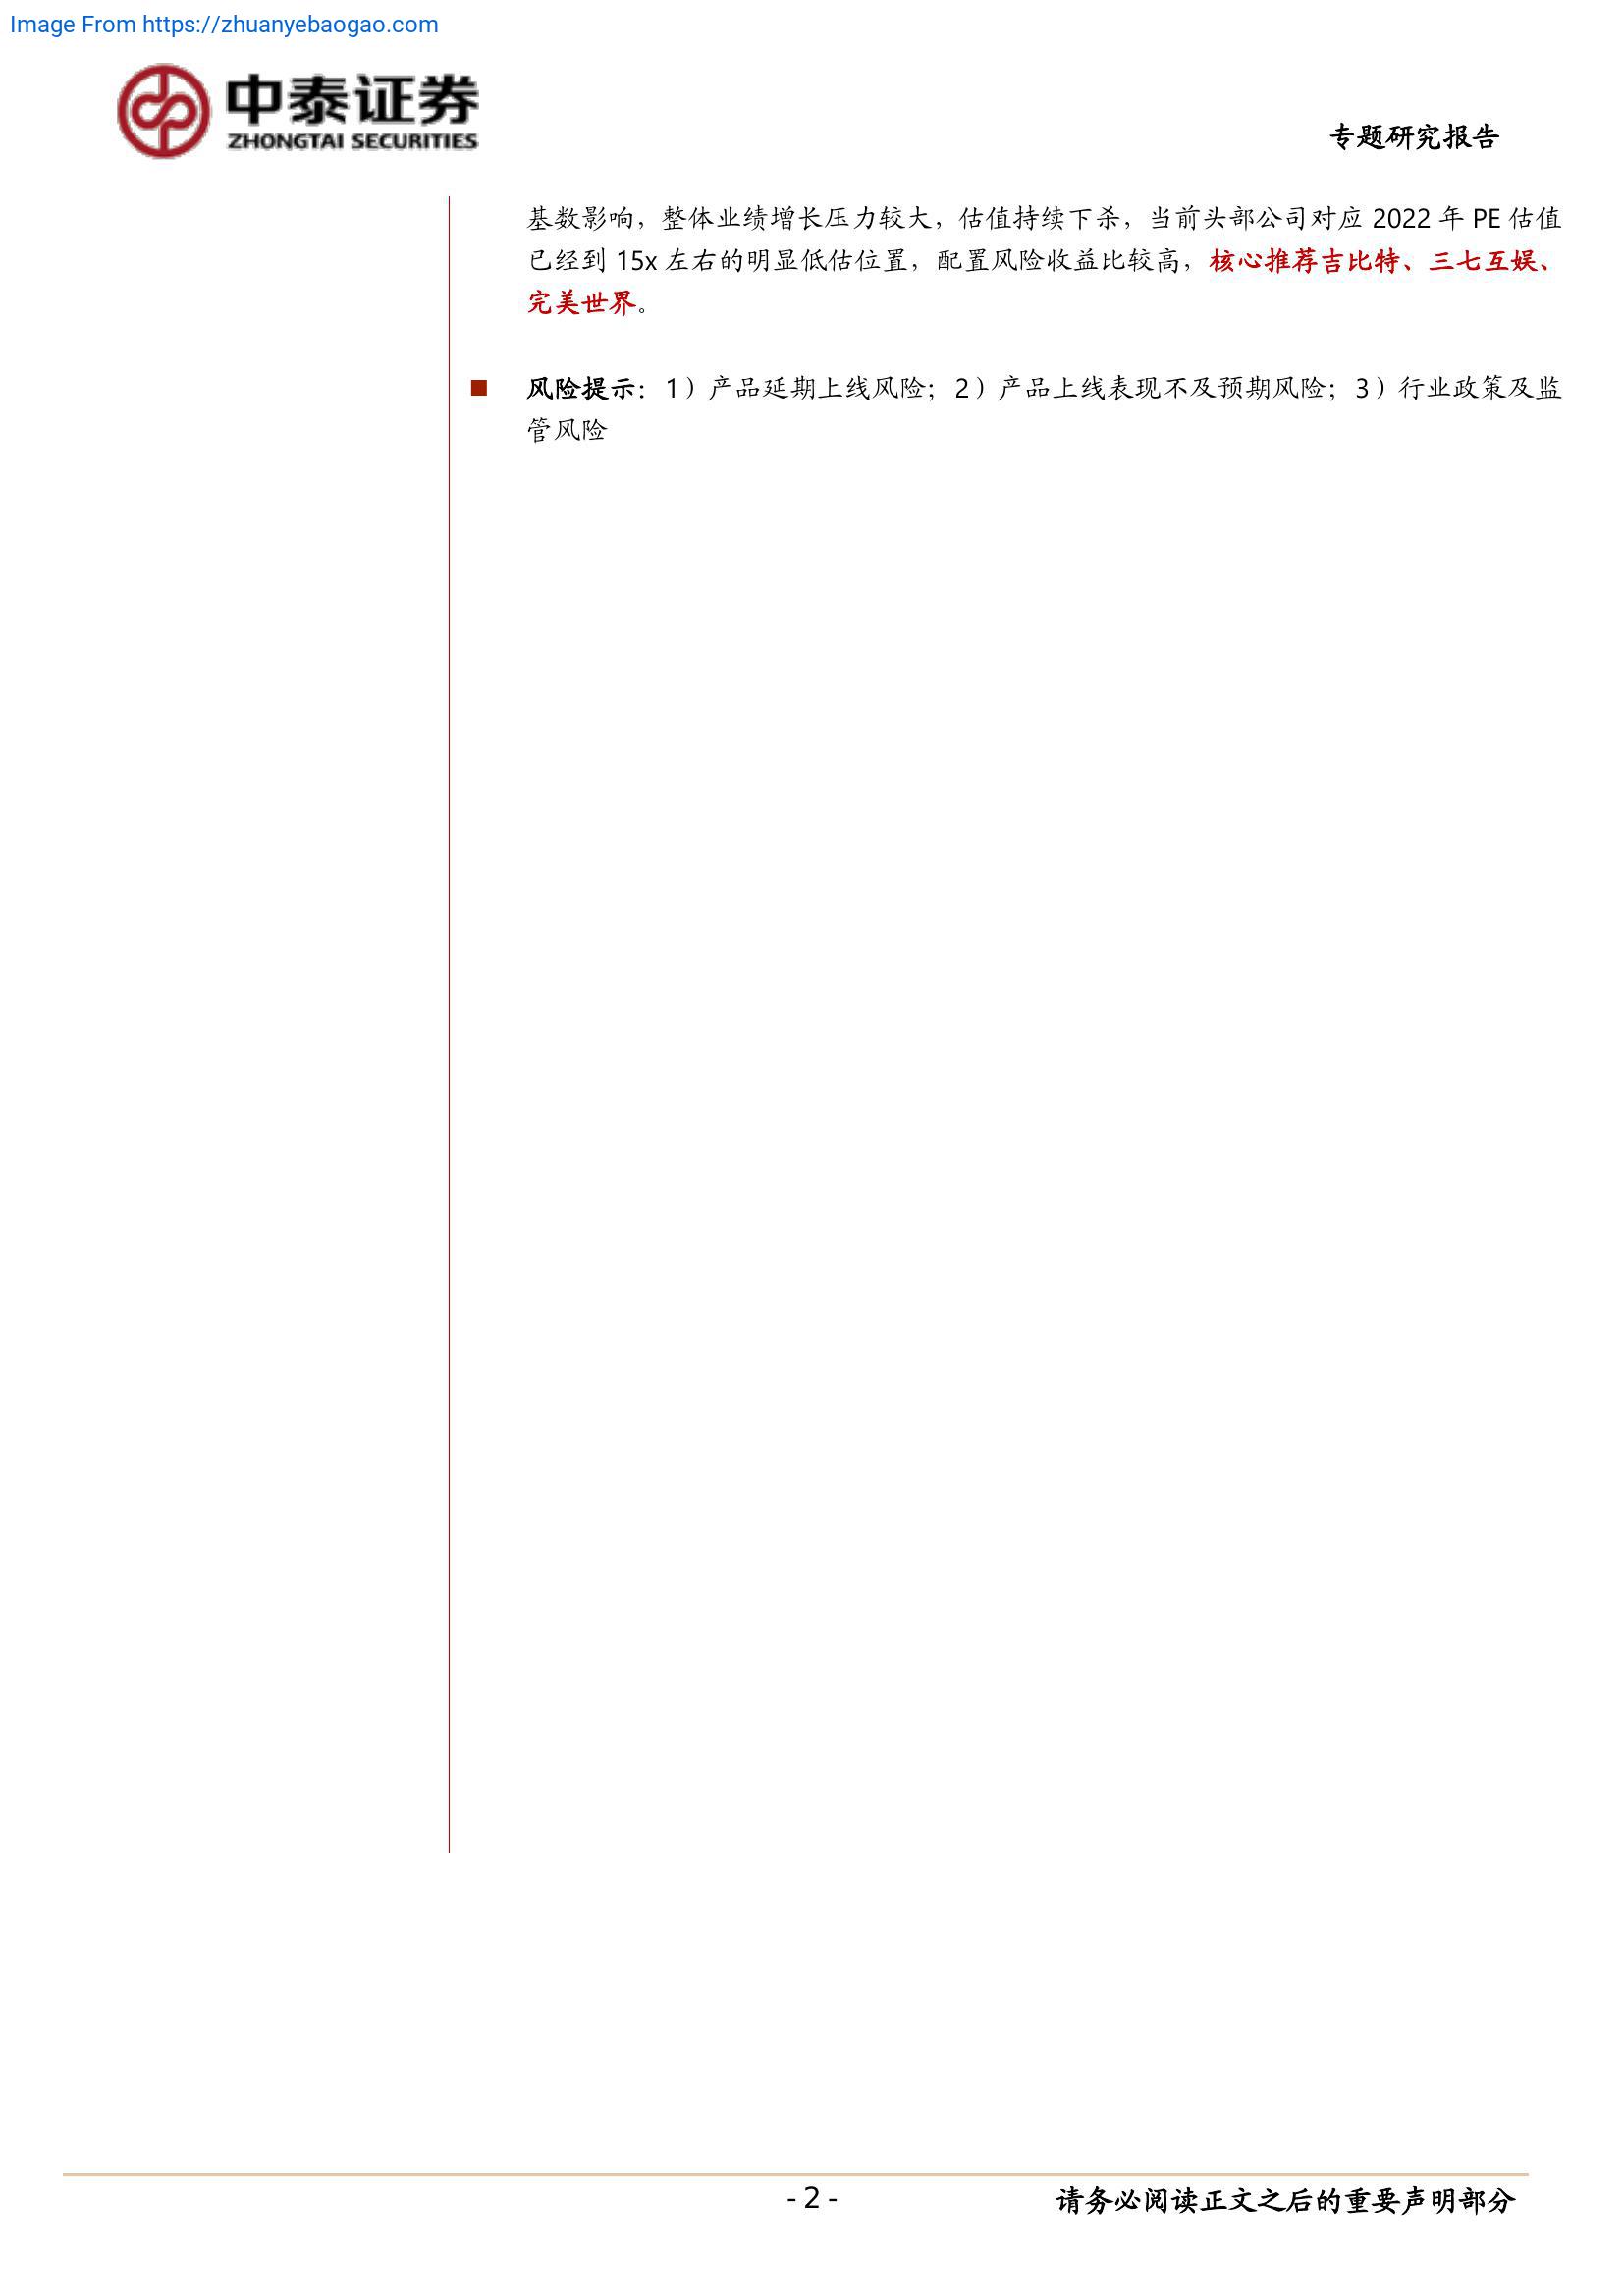 Image From https://zhuanyebaogao.com
中泰证券
ZHONGTAI SECURITIES
专题研究报告
基数影响，整体业绩增长压力较大，估值持续下杀，当前头部公司对应 2022 年 PE 估值
已经到 15x 左右的明显低估位置，配置风险收益比较高，核心推荐吉比特、三七互娱、
完美世界。
■ 风险提示：1）产品延期上线风险；2）产品上线表现不及预期风险；3）行业政策及监
管风险
- 2 -
请务必阅读正文之后的重要声明部分